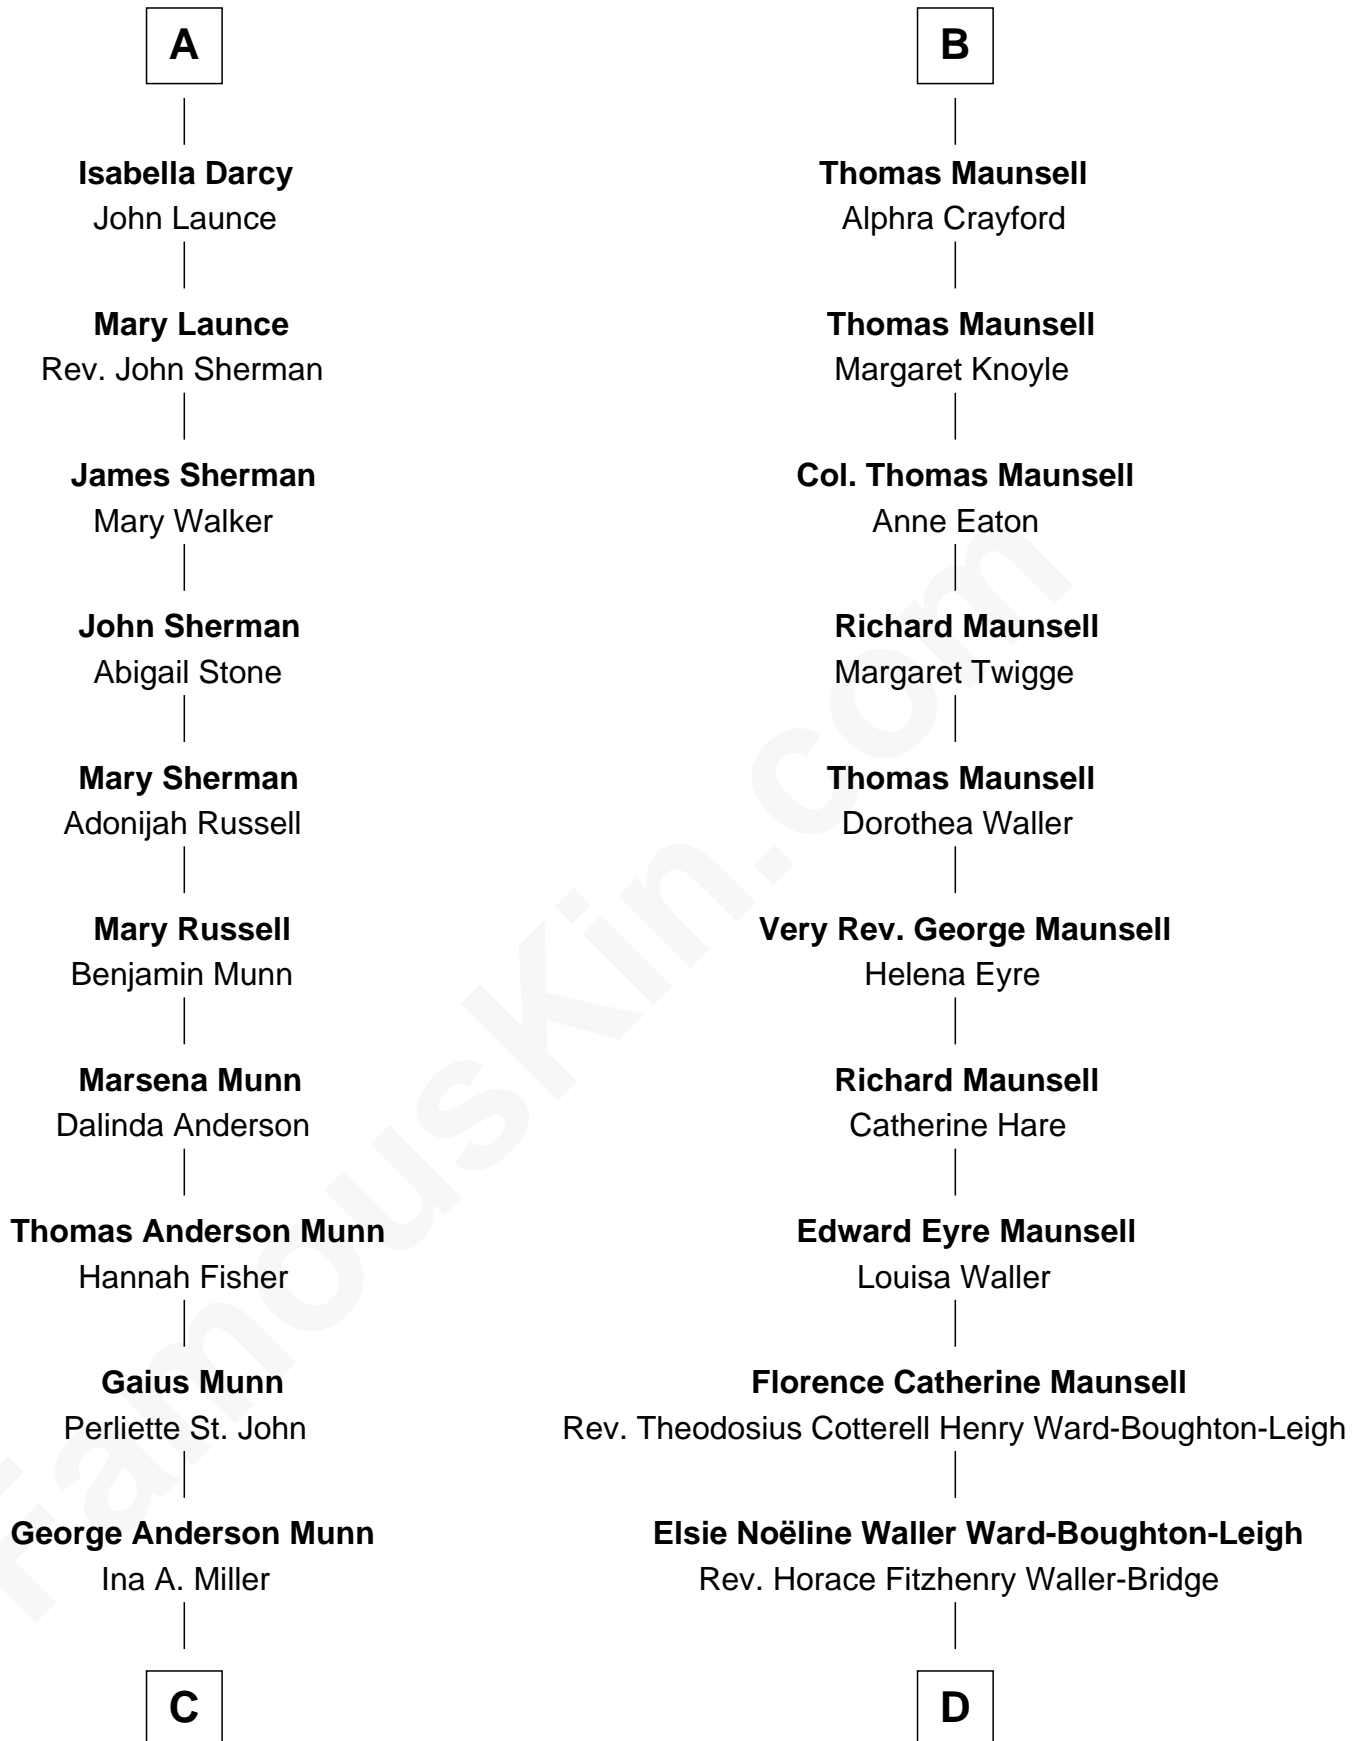 A
Isabella Darcy
John Launce
Mary Launce
Rev. John Sherman
James Sherman
Mary Walker
John Sherman
Abigail Stone
Mary Sherman
Adonijah Russell
Mary Russell
Benjamin Munn
Marsena Munn
Dalinda Anderson
Thomas Anderson Munn
Hannah Fisher
Gaius Munn
Perliette St. John
George Anderson Munn
Ina A. Miller
C
B
Thomas Maunsell
Alphra Crayford
Thomas Maunsell
Margaret Knoyle
Col. Thomas Maunsell
Anne Eaton
Richard Maunsell
Margaret Twigge
Thomas Maunsell
Dorothea Waller
Very Rev. George Maunsell
Helena Eyre
Richard Maunsell
Catherine Hare
Edward Eyre Maunsell
Louisa Waller
Florence Catherine Maunsell
Rev. Theodosius Cotterell Henry Ward-Boughton-Leigh
Elsie Noëline Waller Ward-Boughton-Leigh
Rev. Horace Fitzhenry Waller-Bridge
D
FamousKin.com